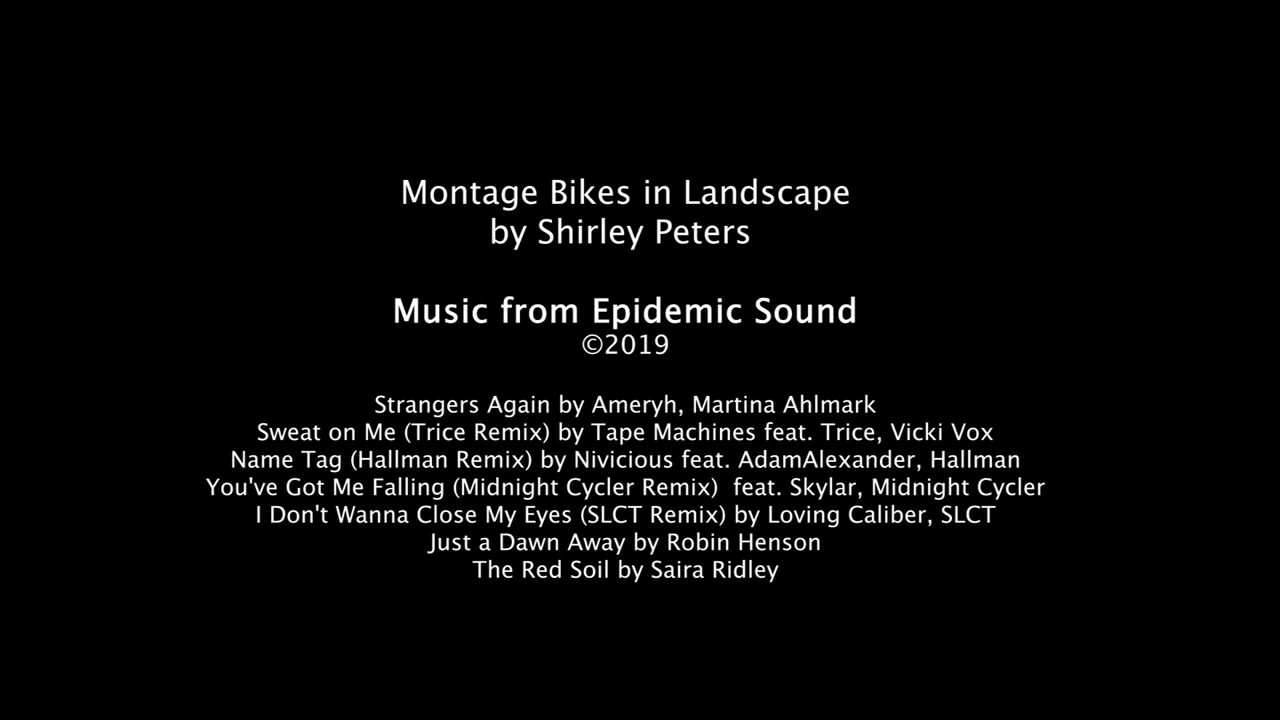 Montage Bikes in Landscape
by Shirley Peters
Music from Epidemic Sound
©2019
Strangers Again by Ameryh, Martina Ahlmark
Sweat on Me (Trice Remix) by Tape Machines feat. Trice, Vicki Vox
Name Tag (Hallman Remix) by Nivicious feat. AdamAlexander, Hallman
You've Got Me Falling (Midnight Cycler Remix)  feat. Skylar, Midnight Cycler
I Don't Wanna Close My Eyes (SLCT Remix) by Loving Caliber, SLCT
Just a Dawn Away by Robin Henson
The Red Soil by Saira Ridley